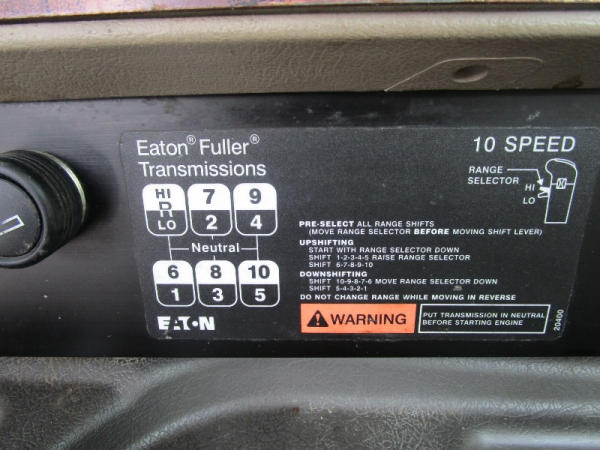 Eaton® Fuller®
Transmissions
10 SPEED
RANGE
SELECTOR
HI
LO
HI
R
LO
7
2
9
4
Neutral
6
1
8
3
10
5
PRE-SELECT ALL RANGE SHIFTS
(MOVE RANGE SELECTOR BEFORE MOVING SHIFT LEVER)
UPSHIFTING
START WITH RANGE SELECTOR DOWN
SHIFT 1-2-3-4-5 RAISE RANGE SELECTOR
SHIFT 6-7-8-9-10
DOWNSHIFTING
SHIFT 10-9-8-7-6 MOVE RANGE SELECTOR DOWN
SHIFT 5-4-3-2-1
DO NOT CHANGE RANGE WHILE MOVING IN REVERSE
EATON
WARNING
PUT TRANSMISSION IN NEUTRAL
BEFORE STARTING ENGINE
20400